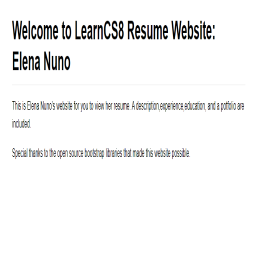 Welcome to LearnCS8 Resume Website:
Elena Nuno
This is Elena Nuno's website for you to view her resume. A description,experience,education, and a potfolio are
included.
Special thanks to the open source bootstrap libraries that made this website possible.